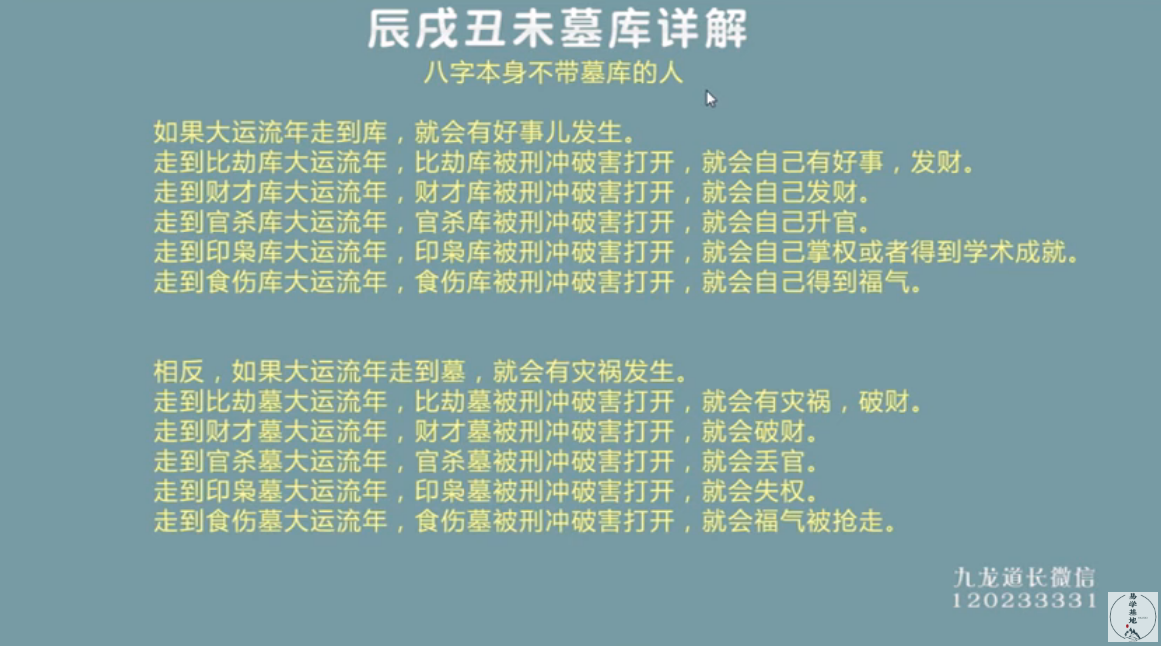 辰戌丑未墓库详解
八字本身不带墓库的人
如果大运流年走到库，就会有好事儿发生。
走到比劫库大运流年，比劫库被刑冲破害打开，就会自己有好事，发财。
走到财才库大运流年，财才库被刑冲破害打开，就会自己发财。
走到官杀库大运流年，官杀库被刑冲破害打开，就会自己升官。
走到印枭库大运流年，印枭库被刑冲破害打开，就会自己掌权或者得到学术成就。
走到食伤库大运流年，食伤库被刑冲破害打开，就会自己得到福气。
相反，如果大运流年走到墓，就会有灾祸发生。
走到比劫墓大运流年，比劫墓被刑冲破害打开，就会有灾祸，破财。
走到财才墓大运流年，财才墓被刑冲破害打开，就会破财。
走到官杀墓大运流年，官杀墓被刑冲破害打开，就会丢官。
走到印枭墓大运流年，印枭墓被刑冲破害打开，就会失权。
走到食伤墓大运流年，食伤墓被刑冲破害打开，就会福气被抢走。
九龙道长微信
120233331
易学基地